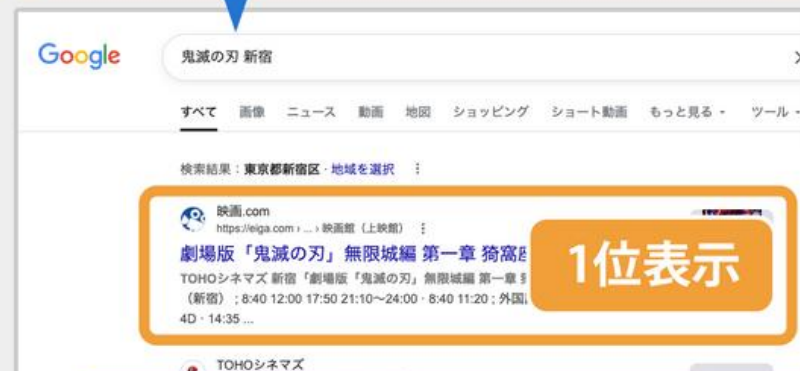 Google
鬼滅の刃 新宿
すべて 画像 ニュース 動画 地図 ショッピング ショート動画 もっと見る ツール
検索結果：東京都新宿区・地域を選択
映画.com
https://eiga.com › ... › 映画館（上映館）
劇場版「鬼滅の刃」無限城編 第一章 猗窩
1位表示
TOHOシネマズ 新宿「劇場版「鬼滅の刃」無限城編 第一章
（新宿）; 8:40 12:00 17:50 21:10〜24:00 · 8:40 11:20 ; 外国
4D · 14:35 ...
TOHOシネマズ